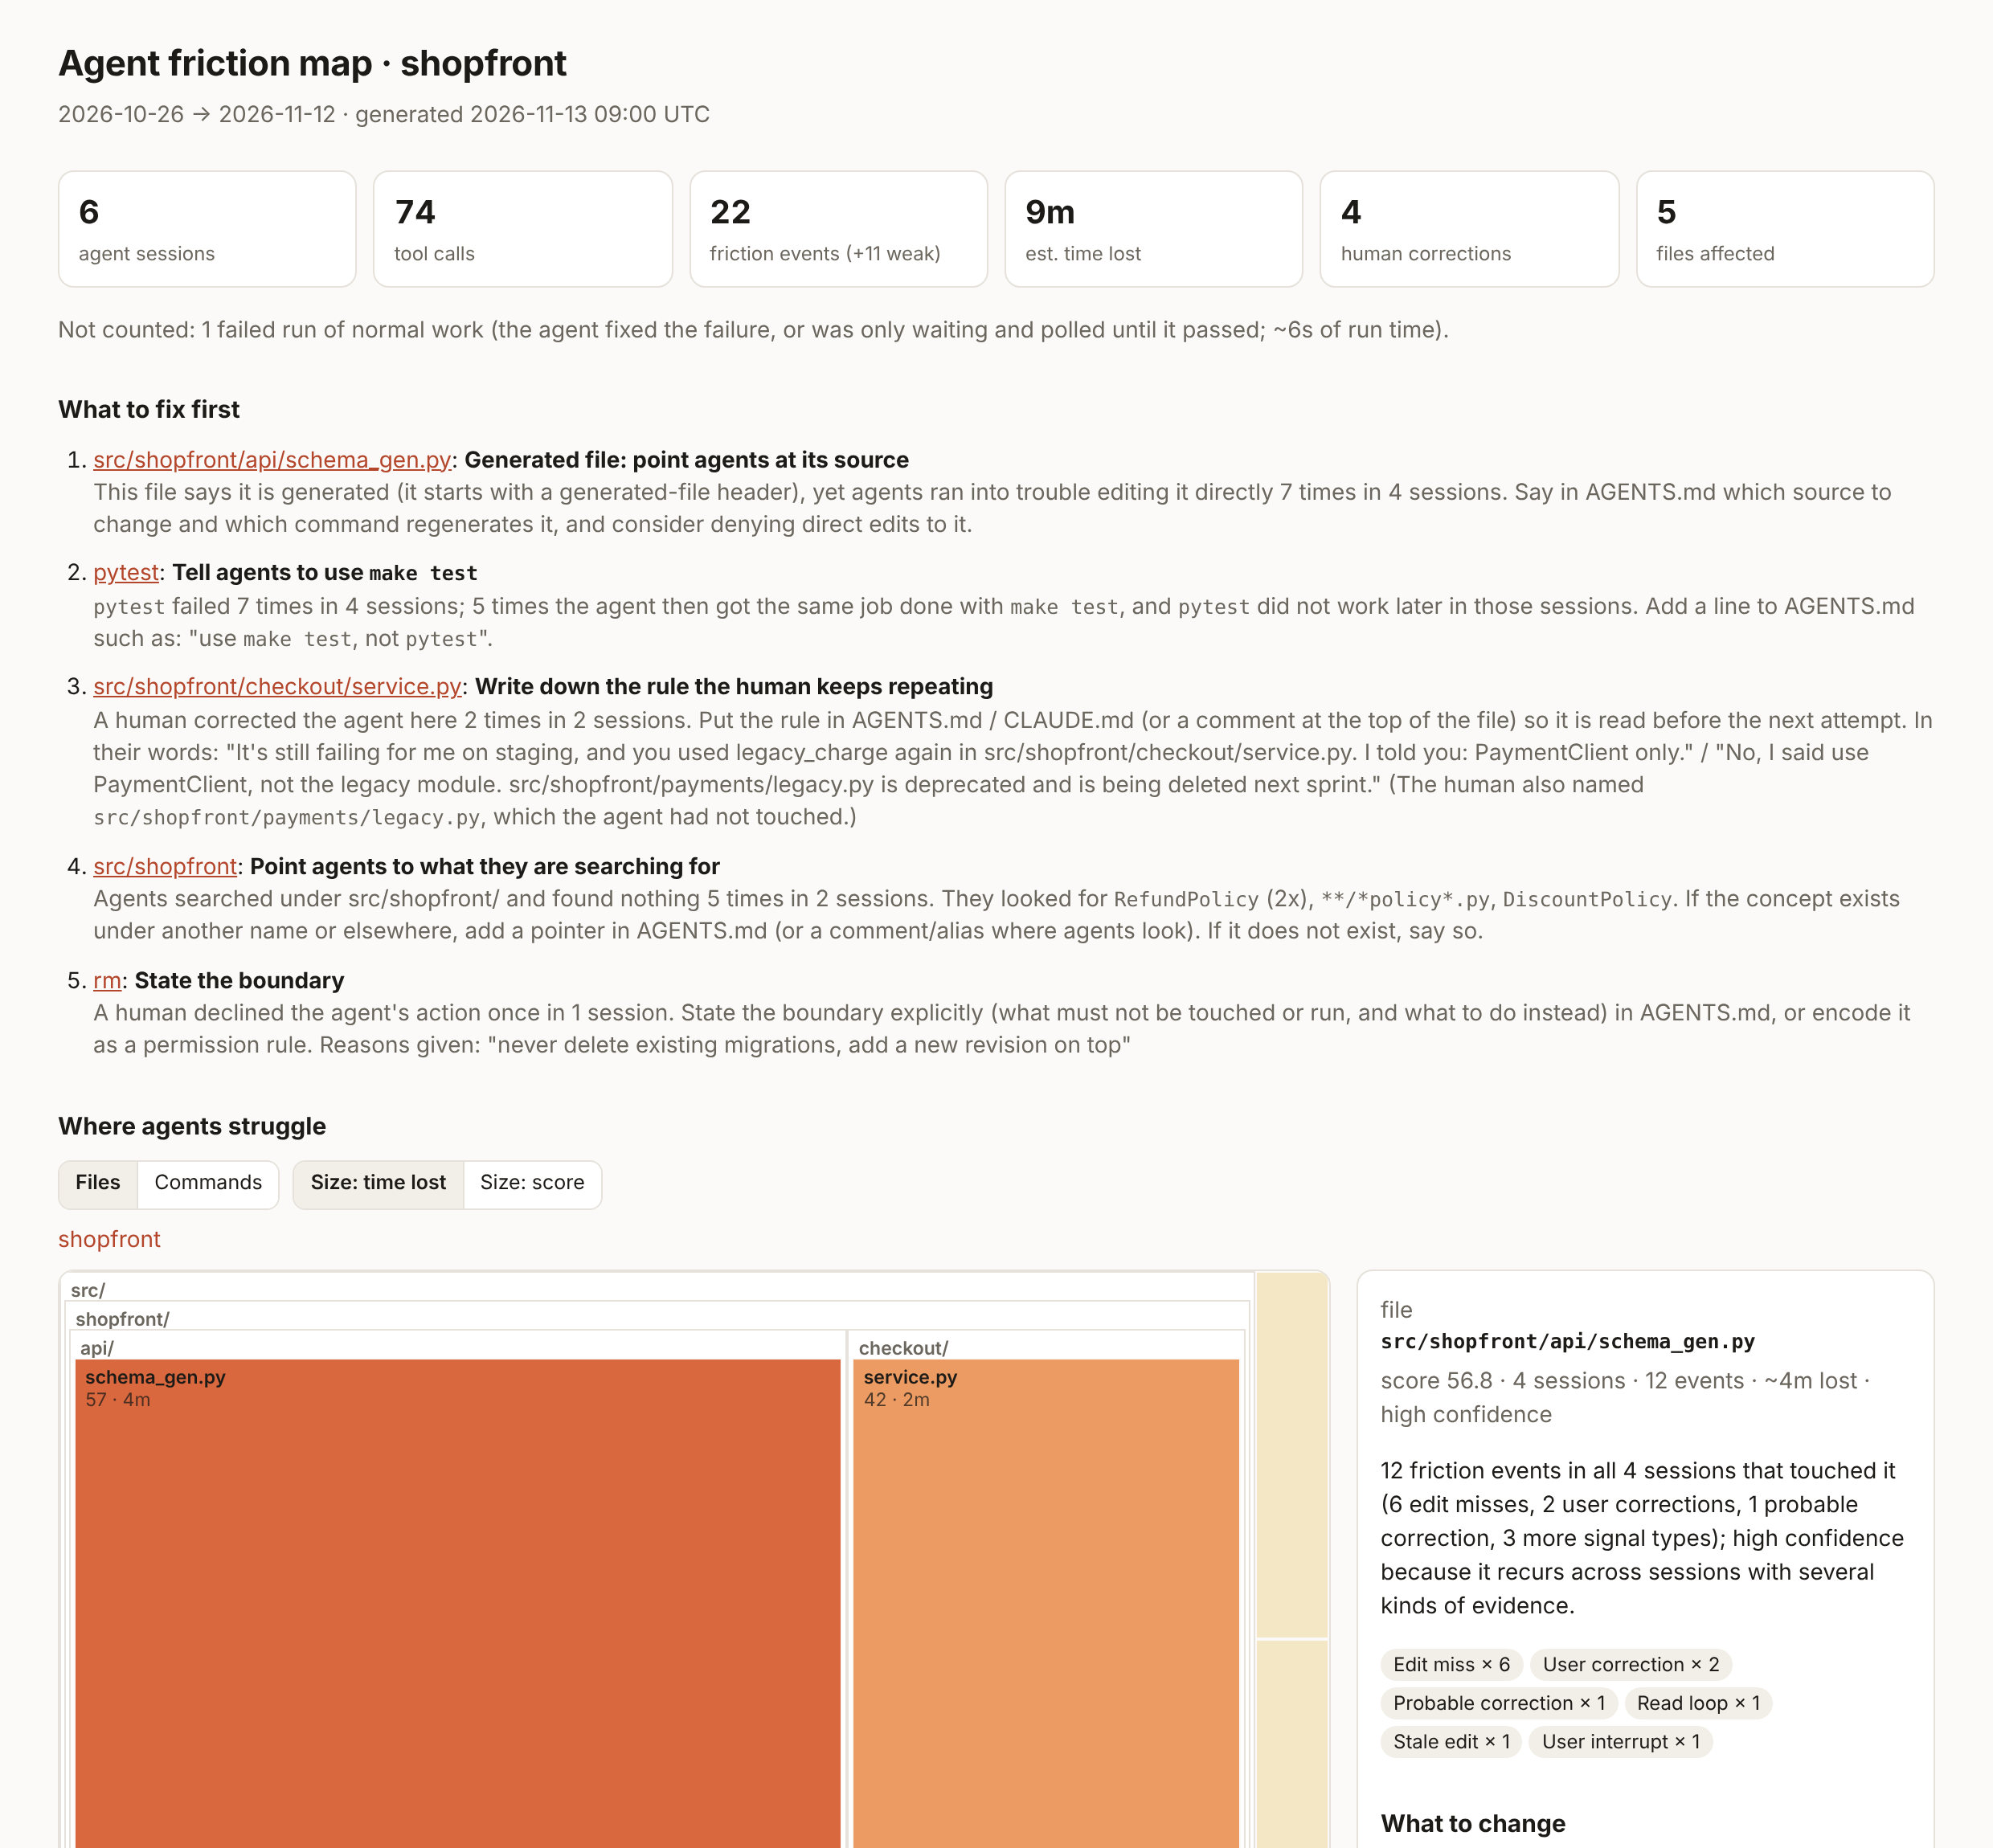 Agent friction map · shopfront
2026-10-26 → 2026-11-12 · generated 2026-11-13 09:00 UTC
6
agent sessions
74
tool calls
22
friction events (+11 weak)
9m
est. time lost
4
human corrections
5
files affected
Not counted: 1 failed run of normal work (the agent fixed the failure, or was only waiting and polled until it passed; ~6s of run time).
What to fix first
1. src/shopfront/api/schema_gen.py: Generated file: point agents at its source
This file says it is generated (it starts with a generated-file header), yet agents ran into trouble editing it directly 7 times in 4 sessions. Say in AGENTS.md which source to
change and which command regenerates it, and consider denying direct edits to it.
2. pytest: Tell agents to use make test
pytest failed 7 times in 4 sessions; 5 times the agent then got the same job done with make test, and pytest did not work later in those sessions. Add a line to AGENTS.md
such as: "use make test, not pytest".
3. src/shopfront/checkout/service.py: Write down the rule the human keeps repeating
A human corrected the agent here 2 times in 2 sessions. Put the rule in AGENTS.md / CLAUDE.md (or a comment at the top of the file) so it is read before the next attempt. In
their words: "It's still failing for me on staging, and you used legacy_charge again in src/shopfront/checkout/service.py. I told you: PaymentClient only." / "No, I said use
PaymentClient, not the legacy module. src/shopfront/payments/legacy.py is deprecated and is being deleted next sprint." (The human also named
src/shopfront/payments/legacy.py, which the agent had not touched.)
4. src/shopfront: Point agents to what they are searching for
Agents searched under src/shopfront/ and found nothing 5 times in 2 sessions. They looked for RefundPolicy (2x), **/*policy*.py, DiscountPolicy. If the concept exists
under another name or elsewhere, add a pointer in AGENTS.md (or a comment/alias where agents look). If it does not exist, say so.
5. rm: State the boundary
A human declined the agent's action once in 1 session. State the boundary explicitly (what must not be touched or run, and what to do instead) in AGENTS.md, or encode it
as a permission rule. Reasons given: "never delete existing migrations, add a new revision on top"
Where agents struggle
Files Commands Size: time lost Size: score
shopfront
src/
shopfront/
api/
schema_gen.py
57 · 4m
checkout/
service.py
42 · 2m
file
src/shopfront/api/schema_gen.py
score 56.8 · 4 sessions · 12 events · ~4m lost ·
high confidence
12 friction events in all 4 sessions that touched it
(6 edit misses, 2 user corrections, 1 probable
correction, 3 more signal types); high confidence
because it recurs across sessions with several
kinds of evidence.
Edit miss × 6 User correction × 2
Probable correction × 1 Read loop × 1
Stale edit × 1 User interrupt × 1
What to change